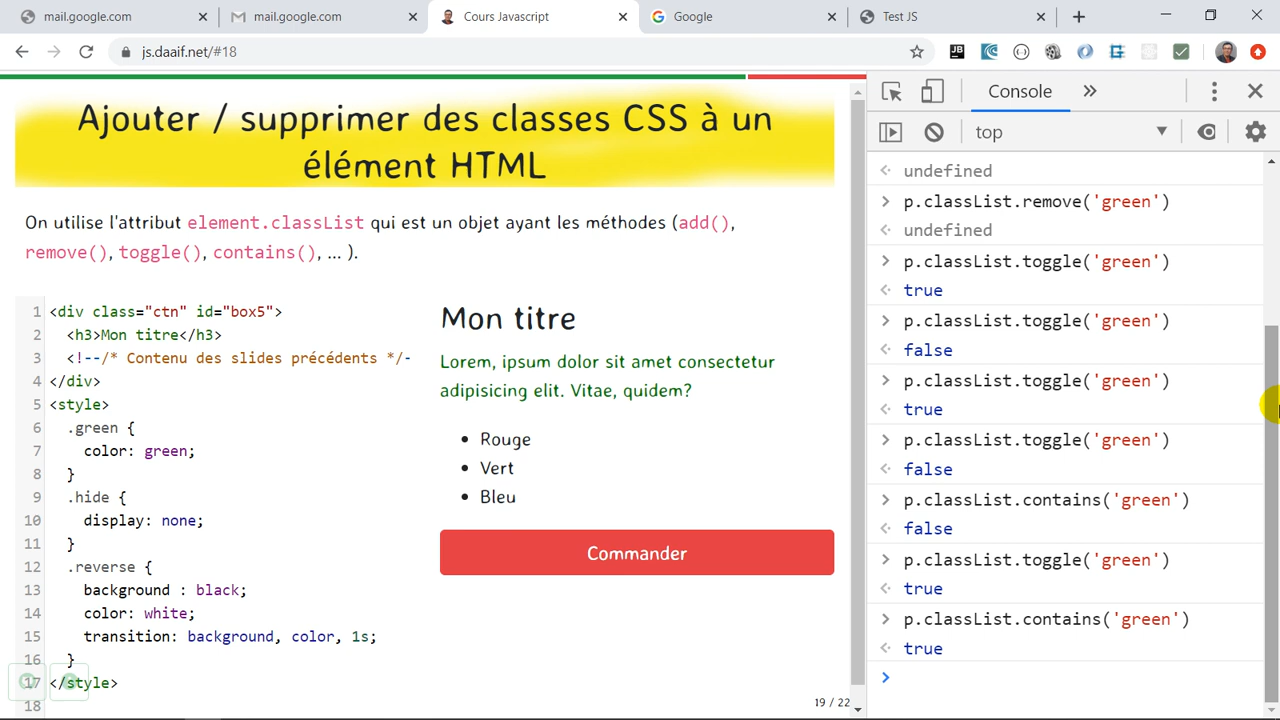 mail.google.com
mail.google.com
Cours Javascript
Google
Test JS
js.daaif.net/#18
Ajouter / supprimer des classes CSS à un
élément HTML
On utilise l'attribut element.classList qui est un objet ayant les méthodes (add(),
remove(), toggle(), contains(), ... ).
1 <div class="ctn" id="box5">
2 <h3>Mon titre</h3>
3 <!--/* Contenu des slides précédents */-
4 </div>
5 <style>
6 .green {
7 color: green;
8 }
9 .hide {
10 display: none;
11 }
12 .reverse {
13 background : black;
14 color: white;
15 transition: background, color, 1s;
16 }
17 </style>
18
Mon titre
Lorem, ipsum dolor sit amet consectetur
adipisicing elit. Vitae, quidem?
• Rouge
• Vert
• Bleu
Commander
19 / 22
Console
top
undefined
p.classList.remove('green')
undefined
p.classList.toggle('green')
true
p.classList.toggle('green')
false
p.classList.toggle('green')
true
p.classList.toggle('green')
false
p.classList.contains('green')
false
p.classList.toggle('green')
true
p.classList.contains('green')
true